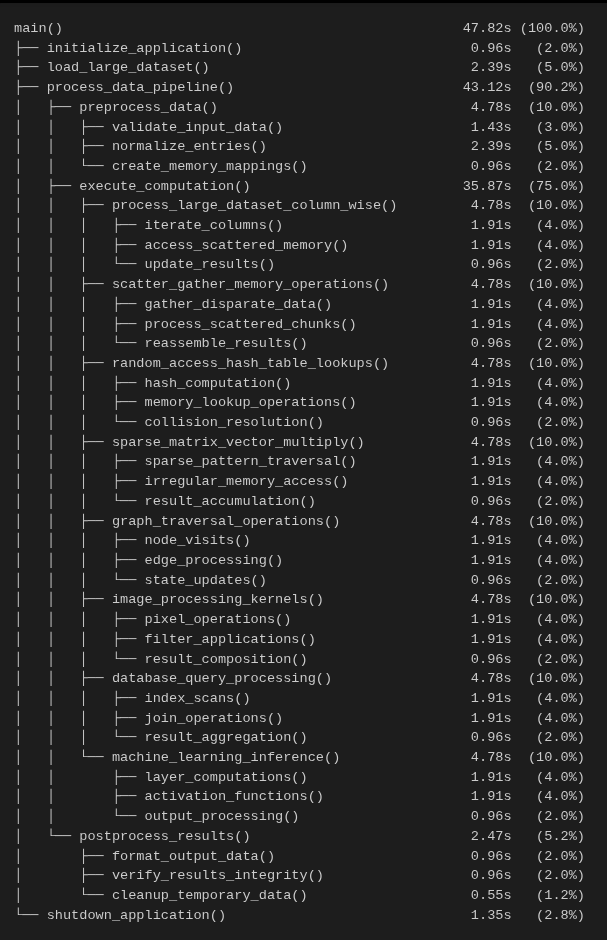 main() 47.82s (100.0%)
├── initialize_application() 0.96s (2.0%)
├── load_large_dataset() 2.39s (5.0%)
├── process_data_pipeline() 43.12s (90.2%)
│   ├── preprocess_data() 4.78s (10.0%)
│   │   ├── validate_input_data() 1.43s (3.0%)
│   │   ├── normalize_entries() 2.39s (5.0%)
│   │   └── create_memory_mappings() 0.96s (2.0%)
│   ├── execute_computation() 35.87s (75.0%)
│   │   ├── process_large_dataset_column_wise() 4.78s (10.0%)
│   │   │   ├── iterate_columns() 1.91s (4.0%)
│   │   │   ├── access_scattered_memory() 1.91s (4.0%)
│   │   │   └── update_results() 0.96s (2.0%)
│   │   ├── scatter_gather_memory_operations() 4.78s (10.0%)
│   │   │   ├── gather_disparate_data() 1.91s (4.0%)
│   │   │   ├── process_scattered_chunks() 1.91s (4.0%)
│   │   │   └── reassemble_results() 0.96s (2.0%)
│   │   ├── random_access_hash_table_lookups() 4.78s (10.0%)
│   │   │   ├── hash_computation() 1.91s (4.0%)
│   │   │   ├── memory_lookup_operations() 1.91s (4.0%)
│   │   │   └── collision_resolution() 0.96s (2.0%)
│   │   ├── sparse_matrix_vector_multiply() 4.78s (10.0%)
│   │   │   ├── sparse_pattern_traversal() 1.91s (4.0%)
│   │   │   ├── irregular_memory_access() 1.91s (4.0%)
│   │   │   └── result_accumulation() 0.96s (2.0%)
│   │   ├── graph_traversal_operations() 4.78s (10.0%)
│   │   │   ├── node_visits() 1.91s (4.0%)
│   │   │   ├── edge_processing() 1.91s (4.0%)
│   │   │   └── state_updates() 0.96s (2.0%)
│   │   ├── image_processing_kernels() 4.78s (10.0%)
│   │   │   ├── pixel_operations() 1.91s (4.0%)
│   │   │   ├── filter_applications() 1.91s (4.0%)
│   │   │   └── result_composition() 0.96s (2.0%)
│   │   ├── database_query_processing() 4.78s (10.0%)
│   │   │   ├── index_scans() 1.91s (4.0%)
│   │   │   ├── join_operations() 1.91s (4.0%)
│   │   │   └── result_aggregation() 0.96s (2.0%)
│   │   └── machine_learning_inference() 4.78s (10.0%)
│   │       ├── layer_computations() 1.91s (4.0%)
│   │       ├── activation_functions() 1.91s (4.0%)
│   │       └── output_processing() 0.96s (2.0%)
│   └── postprocess_results() 2.47s (5.2%)
│       ├── format_output_data() 0.96s (2.0%)
│       ├── verify_results_integrity() 0.96s (2.0%)
│       └── cleanup_temporary_data() 0.55s (1.2%)
└── shutdown_application() 1.35s (2.8%)